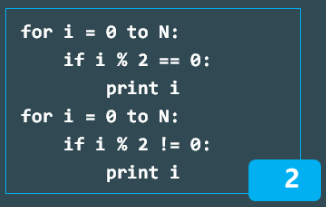 for i = 0 to N:
    if i % 2 == 0:
        print i
for i = 0 to N:
    if i % 2 != 0:
        print i
2